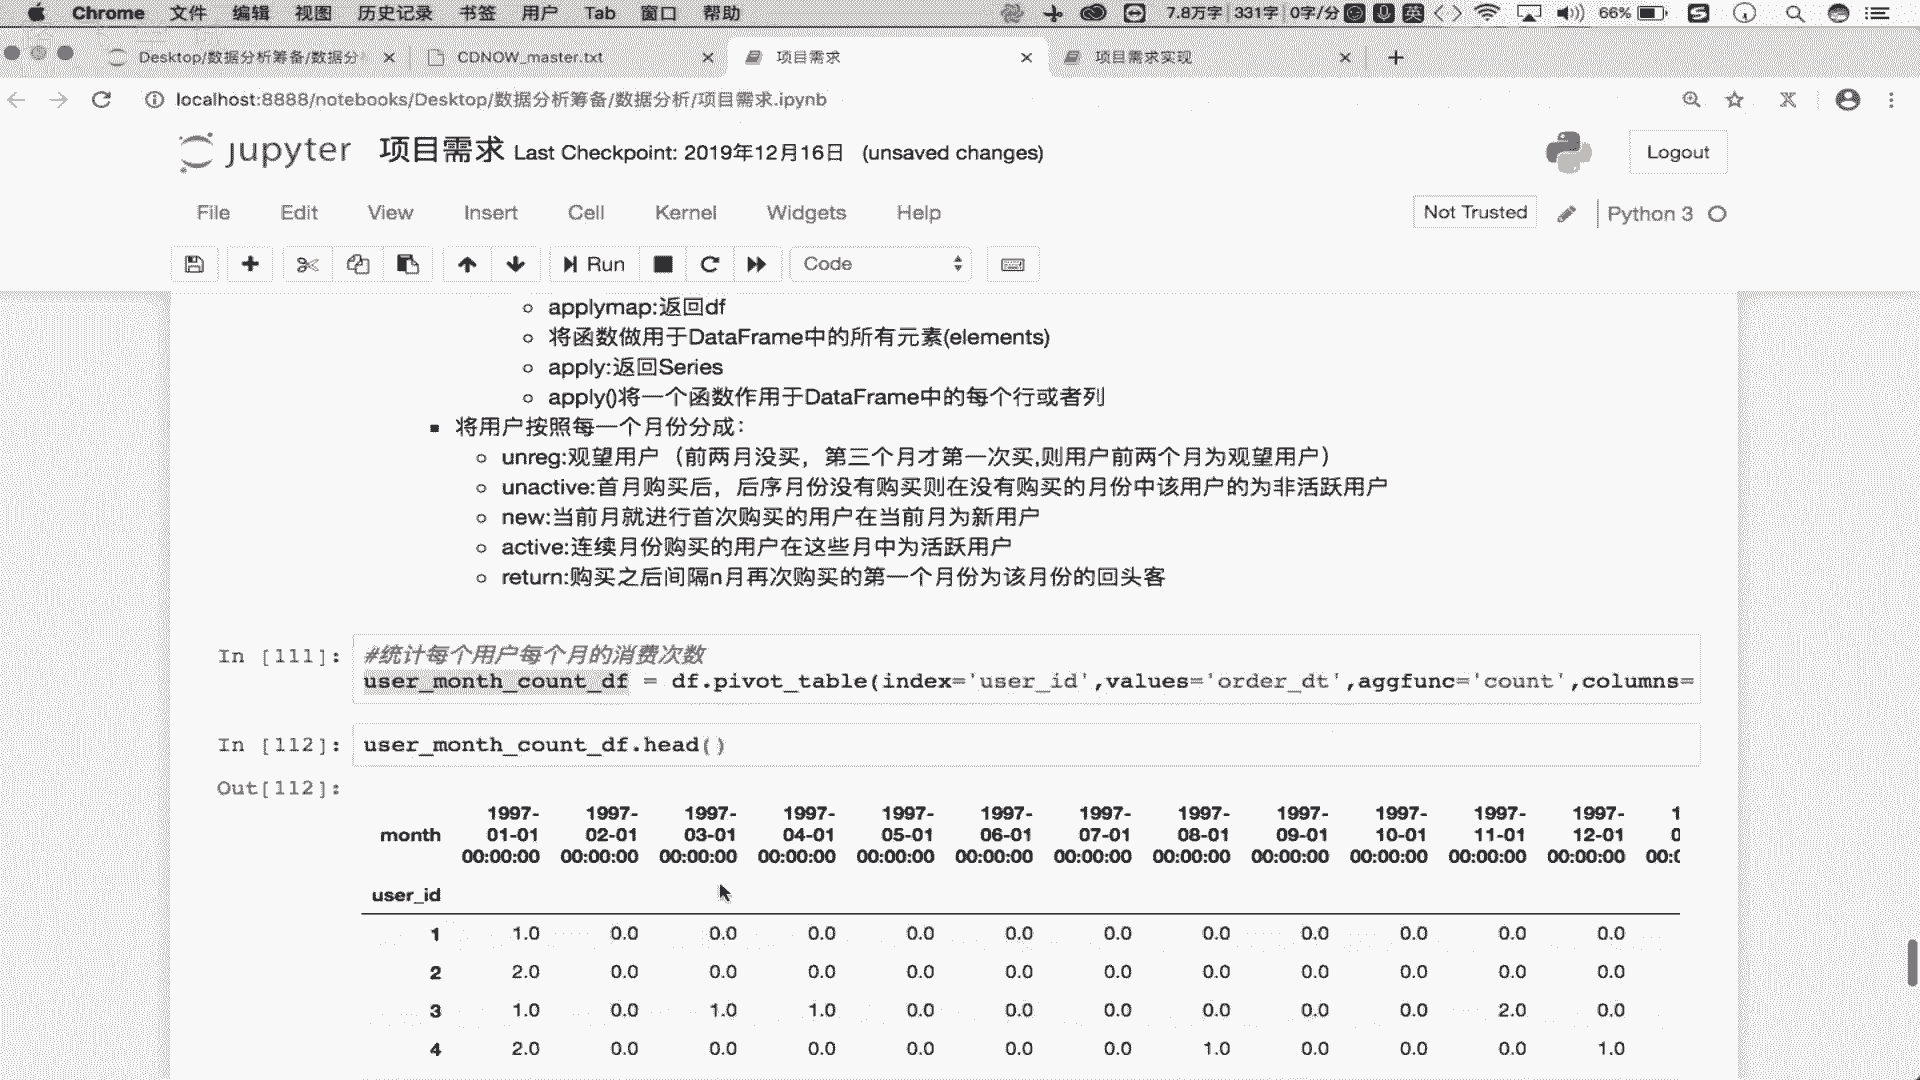 Chrome 文件 编辑 视图 历史记录 书签 用户 Tab 窗口 帮助 7.8万字 331字 0字/分 英 66%
Desktop/数据分析筹备/数据分 CDNOW_master.txt 项目需求 项目需求实现
localhost:8888/notebooks/Desktop/数据分析筹备/数据分析/项目需求.ipynb
jupyter 项目需求 Last Checkpoint: 2019年12月16日 (unsaved changes) Logout
File Edit View Insert Cell Kernel Widgets Help Not Trusted Python 3
Run Code
applymap:返回df
将函数做用于DataFrame中的所有元素(elements)
apply:返回Series
apply()将一个函数作用于DataFrame中的每个行或者列
将用户按照每一个月份分成：
unreg:观望用户（前两月没买，第三个月才第一次买,则用户前两个月为观望用户）
unactive:首月购买后，后序月份没有购买则在没有购买的月份中该用户的为非活跃用户
new:当前月就进行首次购买的用户在当前月为新用户
active:连续月份购买的用户在这些月中为活跃用户
return:购买之后间隔n月再次购买的第一个月份为该月份的回头客
In [111]: #统计每个用户每个月的消费次数
user_month_count_df = df.pivot_table(index='user_id',values='order_dt',aggfunc='count',columns=
In [112]: user_month_count_df.head()
Out[112]:
1997- 1997- 1997- 1997- 1997- 1997- 1997- 1997- 1997- 1997- 1997- 1997- 1
month 01-01 02-01 03-01 04-01 05-01 06-01 07-01 08-01 09-01 10-01 11-01 12-01 0
00:00:00 00:00:00 00:00:00 00:00:00 00:00:00 00:00:00 00:00:00 00:00:00 00:00:00 00:00:00 00:00:00 00:00:00 00:0
user_id
1 1.0 0.0 0.0 0.0 0.0 0.0 0.0 0.0 0.0 0.0 0.0 0.0
2 2.0 0.0 0.0 0.0 0.0 0.0 0.0 0.0 0.0 0.0 0.0 0.0
3 1.0 0.0 1.0 1.0 0.0 0.0 0.0 0.0 0.0 0.0 2.0 0.0
4 2.0 0.0 0.0 0.0 0.0 0.0 0.0 1.0 0.0 0.0 0.0 1.0